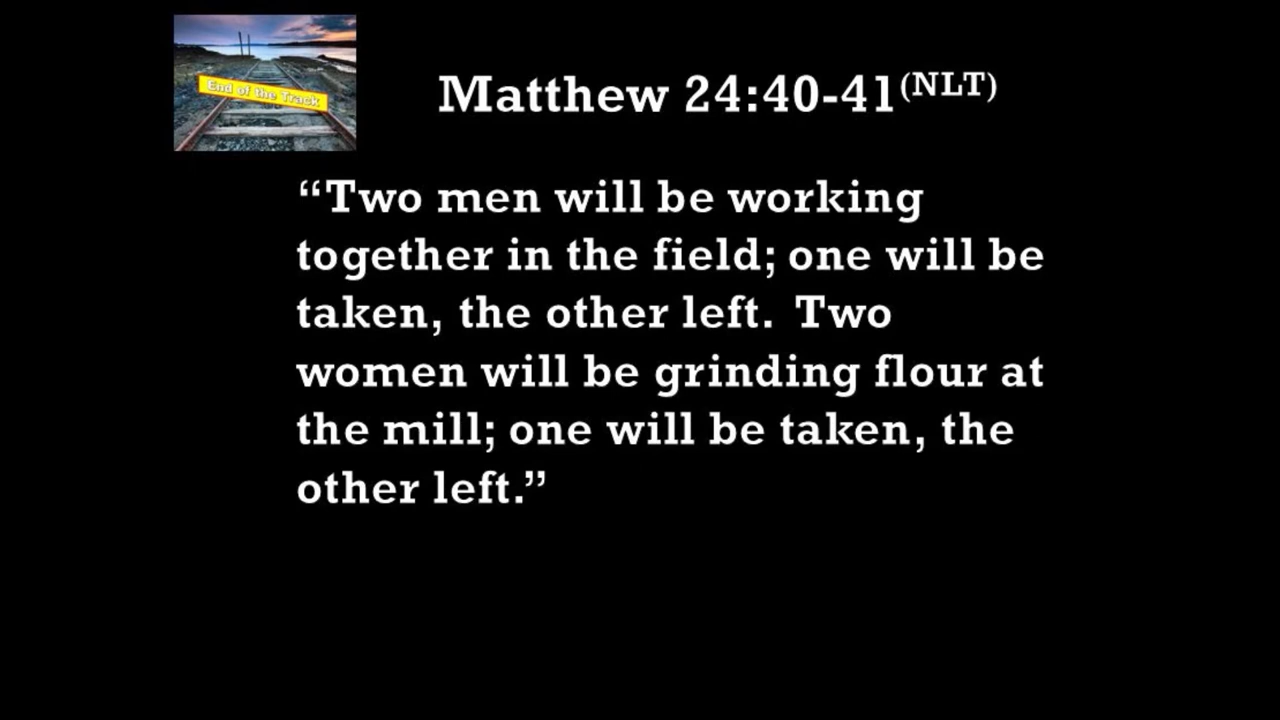 End of the Track
Matthew 24:40-41(NLT)
“Two men will be working
together in the field; one will be
taken, the other left.  Two
women will be grinding flour at
the mill; one will be taken, the
other left.”